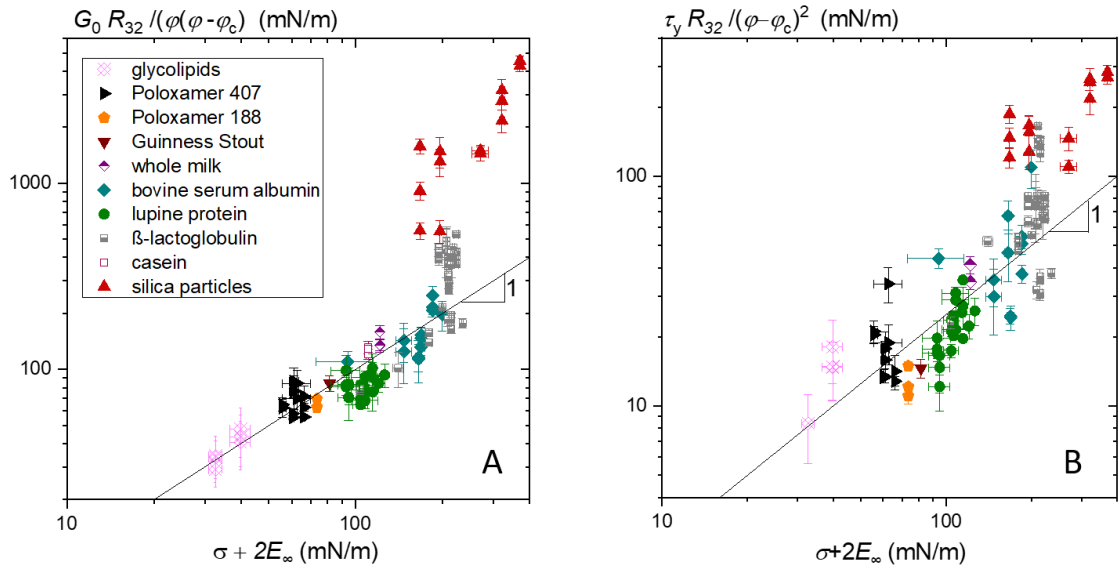 G₀ R₃₂ /(φ(φ-φc) (mN/m)
1000
100
10
100
σ + 2E∞ (mN/m)
glycolipids
Poloxamer 407
Poloxamer 188
Guinness Stout
whole milk
bovine serum albumin
lupine protein
ß-lactoglobulin
casein
silica particles
1
A
τy R₃₂ /(φ–φc)² (mN/m)
100
10
10
100
σ+2E∞ (mN/m)
1
B